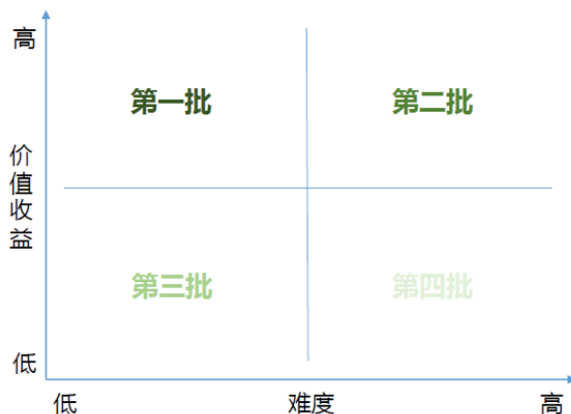 高
第一批
第二批
价值收益
第三批
第四批
低
低
难度
高